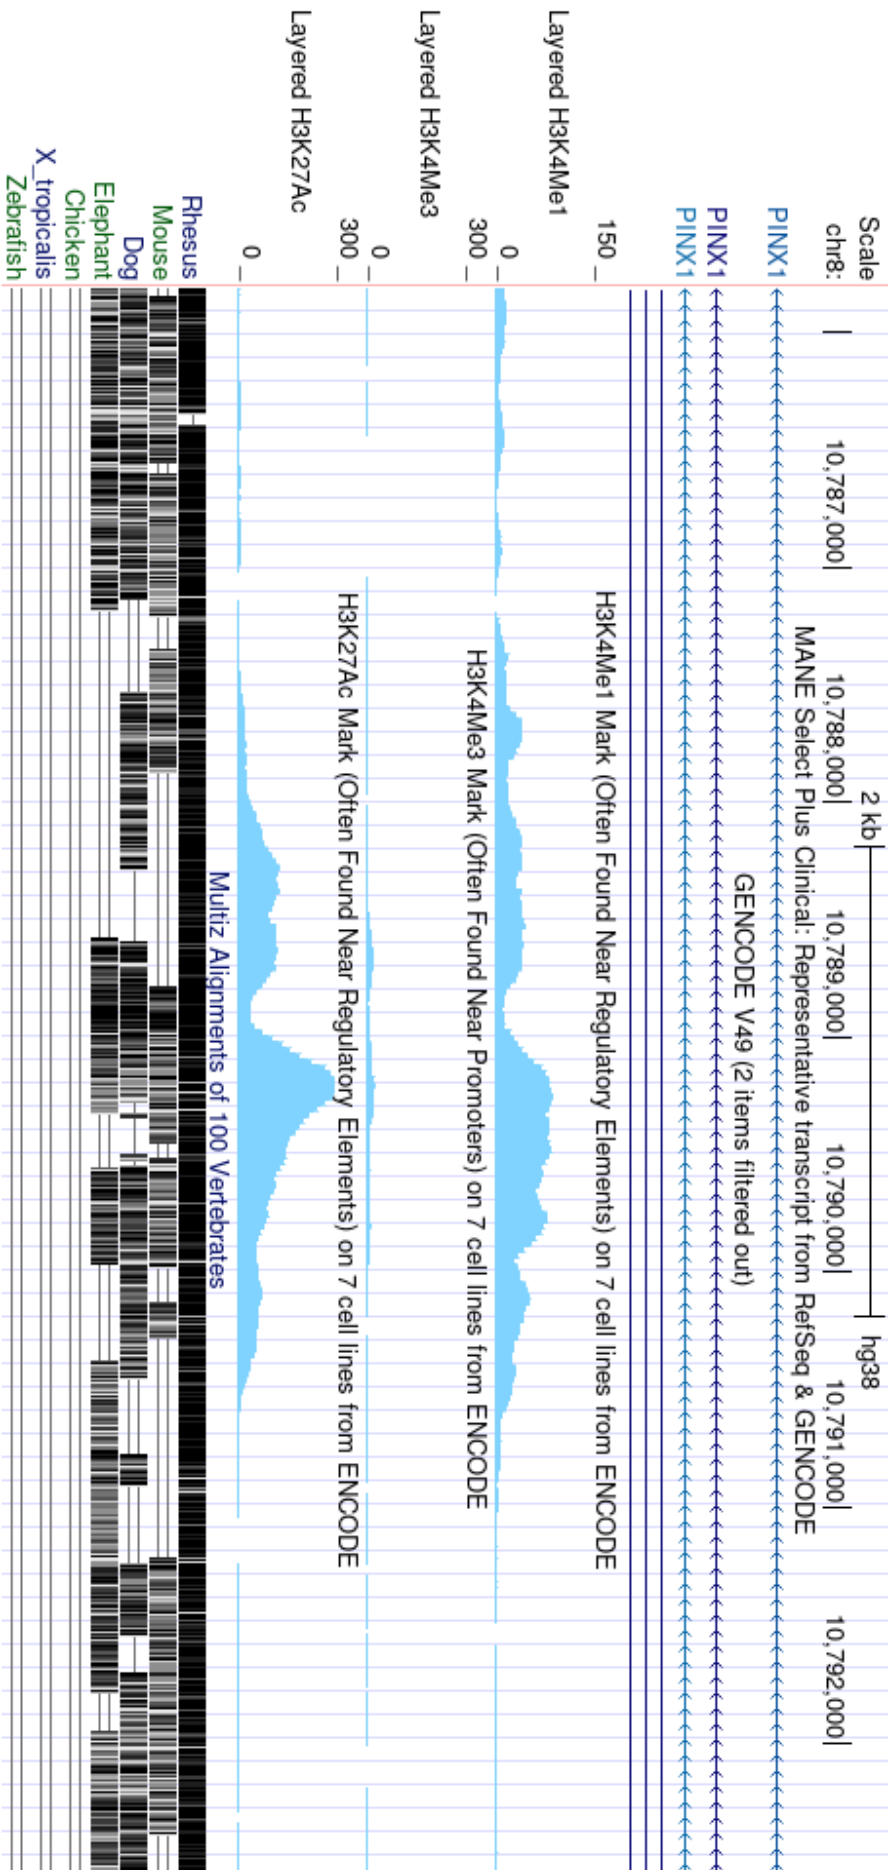 Scale 2 kb hg38
chr8: 10,787,000 10,788,000 10,789,000 10,790,000 10,791,000 10,792,000
MANE Select Plus Clinical: Representative transcript from RefSeq & GENCODE
PINX1
GENCODE V49 (2 items filtered out)
PINX1
PINX1
H3K4Me1 Mark (Often Found Near Regulatory Elements) on 7 cell lines from ENCODE
150
Layered H3K4Me1
0
H3K4Me3 Mark (Often Found Near Promoters) on 7 cell lines from ENCODE
300
Layered H3K4Me3
0
H3K27Ac Mark (Often Found Near Regulatory Elements) on 7 cell lines from ENCODE
300
Layered H3K27Ac
0
Multiz Alignments of 100 Vertebrates
Rhesus
Mouse
Dog
Elephant
Chicken
X_tropicalis
Zebrafish